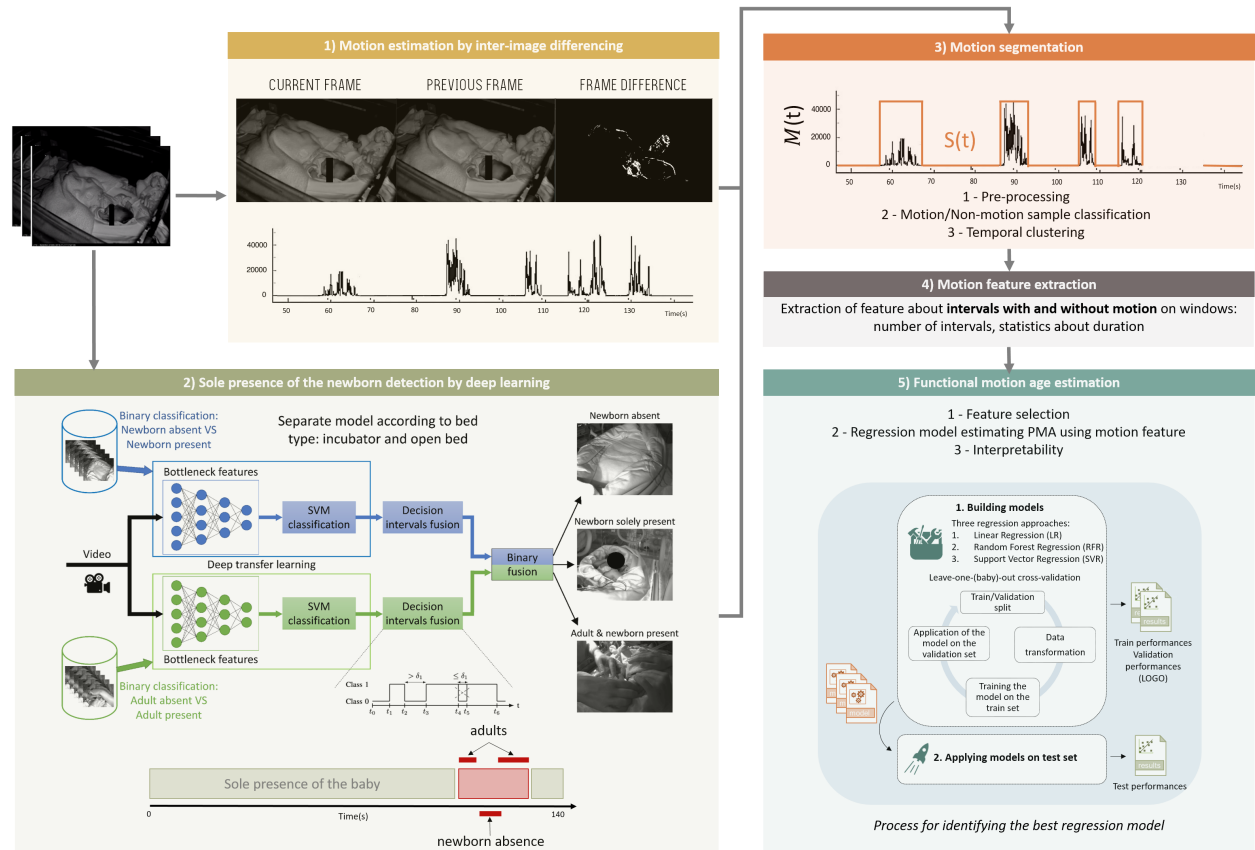 1) Motion estimation by inter-image differencing
CURRENT FRAME
PREVIOUS FRAME
FRAME DIFFERENCE
40000
20000
0
50 60 70 80 90 100 110 120 130
Time(s)
2) Sole presence of the newborn detection by deep learning
Binary classification:
Newborn absent VS
Newborn present
Separate model according to bed
type: incubator and open bed
Bottleneck features
SVM
classification
Decision
intervals fusion
Video
Deep transfer learning
Binary
fusion
SVM
classification
Decision
intervals fusion
Bottleneck features
Binary classification:
Adult absent VS
Adult present
Newborn absent
Newborn solely present
Adult & newborn present
> δ₁ ≤ δ₁
Class 1
Class 0
t₀ t₁ t₂ t₃ t₄ t₅ t₆ t
adults
Sole presence of the baby
0 Time(s) 140
newborn absence
3) Motion segmentation
M(t)
40000
20000
0
S(t)
50 60 70 80 90 100 110 120 130
Time(s)
1 - Pre-processing
2 - Motion/Non-motion sample classification
3 - Temporal clustering
4) Motion feature extraction
Extraction of feature about intervals with and without motion on windows:
number of intervals, statistics about duration
5) Functional motion age estimation
1 - Feature selection
2 - Regression model estimating PMA using motion feature
3 - Interpretability
1. Building models
Three regression approaches:
1. Linear Regression (LR)
2. Random Forest Regression (RFR)
3. Support Vector Regression (SVR)
Leave-one-(baby)-out cross-validation
Train/Validation
split
Application of the
model on the
validation set
Data
transformation
Training the
model on the
train set
results
Train performances
Validation
performances
(LOGO)
2. Applying models on test set
results
Test performances
Process for identifying the best regression model